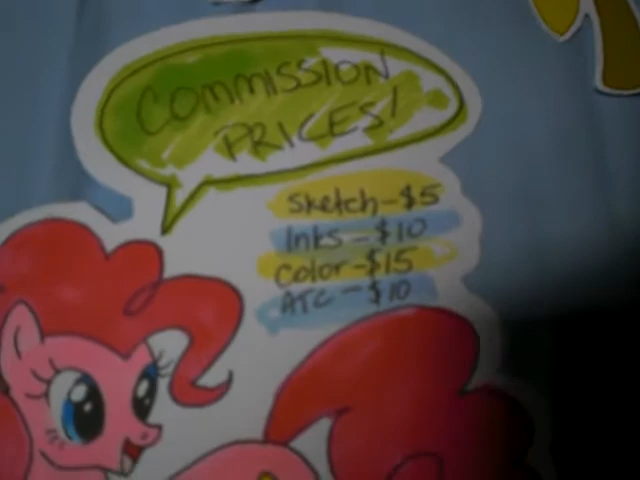 COMMISSION
PRICES!
Sketch-$5
Inks-$10
Color-$15
ATC-$10